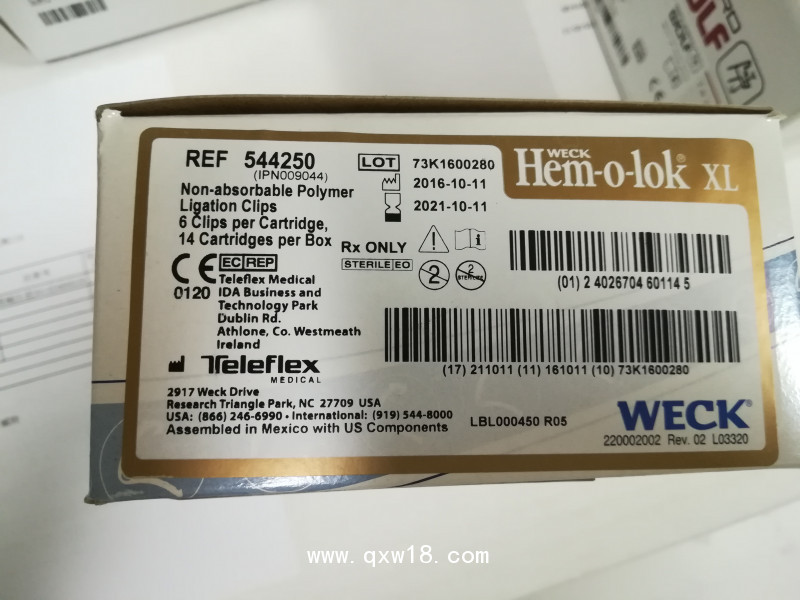 REF 544250
(IPN009044)
Non-absorbable Polymer
Ligation Clips
6 Clips per Cartridge,
14 Cartridges per Box
LOT 73K1600280
2016-10-11
2021-10-11
Rx ONLY
STERILE EO
2
2
STERILIZE
WECK
Hem-o-lok® XL
CE
0120
EC REP
Teleflex Medical
IDA Business and
Technology Park
Dublin Rd.
Athlone, Co. Westmeath
Ireland
(01) 2 4026704 60114 5
(17) 211011 (11) 161011 (10) 73K1600280
Teleflex
MEDICAL
2917 Weck Drive
Research Triangle Park, NC 27709 USA
USA: (866) 246-6990 • International: (919) 544-8000
Assembled in Mexico with US Components
LBL000450 R05
WECK®
220002002 Rev. 02 L03320
www.qxw18.com